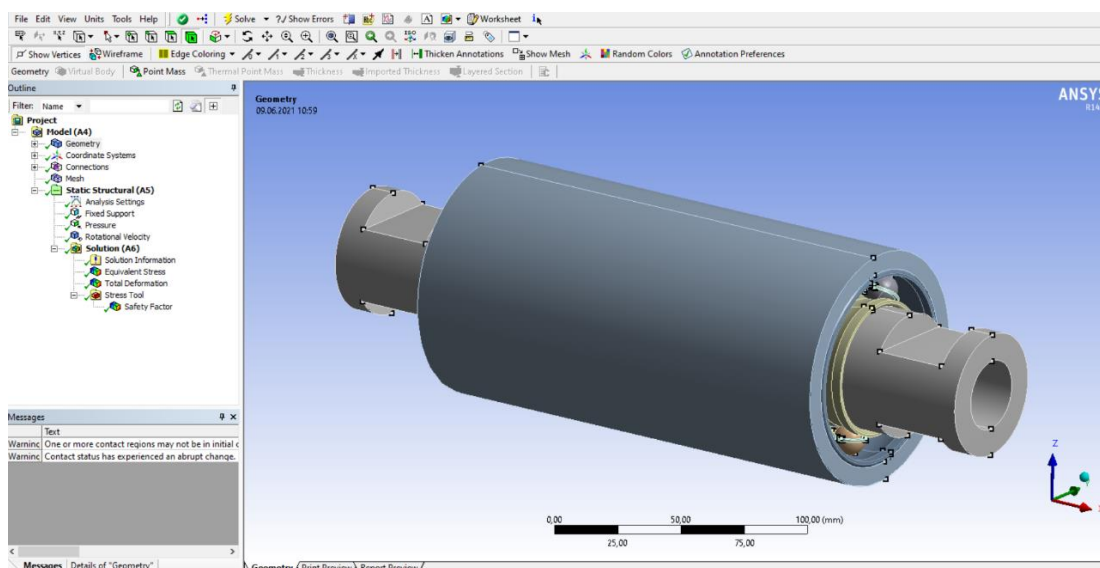 File Edit View Units Tools Help Solve ?/ Show Errors Worksheet
Show Vertices Wireframe Edge Coloring Thicken Annotations Show Mesh Random Colors Annotation Preferences
Geometry Virtual Body Point Mass Thermal Point Mass Thickness Imported Thickness Layered Section
Outline
Filter: Name
Project
Model (A4)
Geometry
Coordinate Systems
Connections
Mesh
Static Structural (A5)
Analysis Settings
Fixed Support
Pressure
Rotational Velocity
Solution (A6)
Solution Information
Equivalent Stress
Total Deformation
Stress Tool
Safety Factor
Messages
Text
Warning One or more contact regions may not be in initial c
Warning Contact status has experienced an abrupt change.
Messages Details of "Geometry"
Geometry
09.06.2021 10:59
ANSYS
R14
Z
0,00 50,00 100,00 (mm)
25,00 75,00
Geometry Print Preview Report Preview